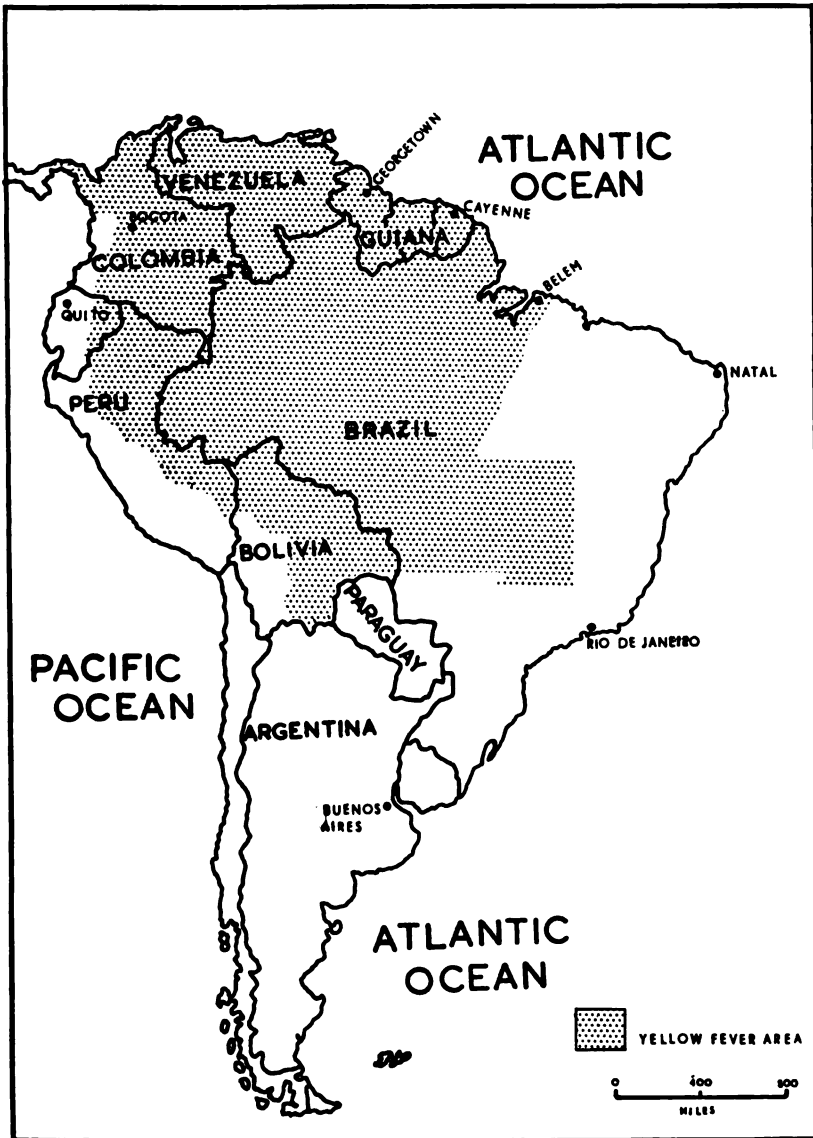 GEORGETOWN
ATLANTIC
OCEAN
VENEZUELA
CAYENNE
BOGOTA
GUIANA
COLOMBIA
BELEM
QUITO
NATAL
PERU
BRAZIL
BOLIVIA
PARAGUAY
RIO DE JANEIRO
PACIFIC
OCEAN
ARGENTINA
BUENOS
AIRES
ATLANTIC
OCEAN
YELLOW FEVER AREA
0 400 800
MILES